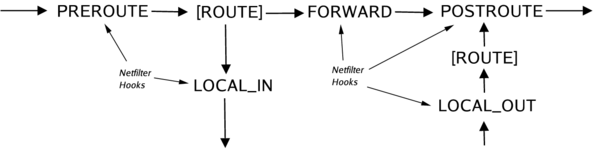 PREROUTE [ROUTE] FORWARD POSTROUTE
[ROUTE]
Netfilter
Hooks
Netfilter
Hooks
LOCAL_IN
LOCAL_OUT